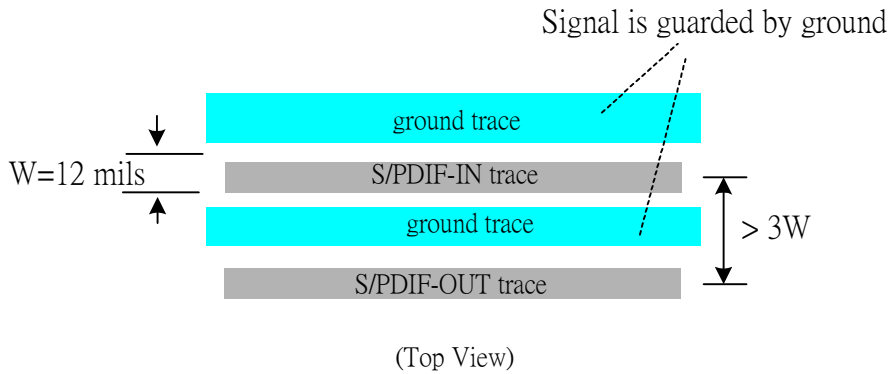 Signal is guarded by ground
ground trace
W=12 mils
S/PDIF-IN trace
ground trace
> 3W
S/PDIF-OUT trace
(Top View)